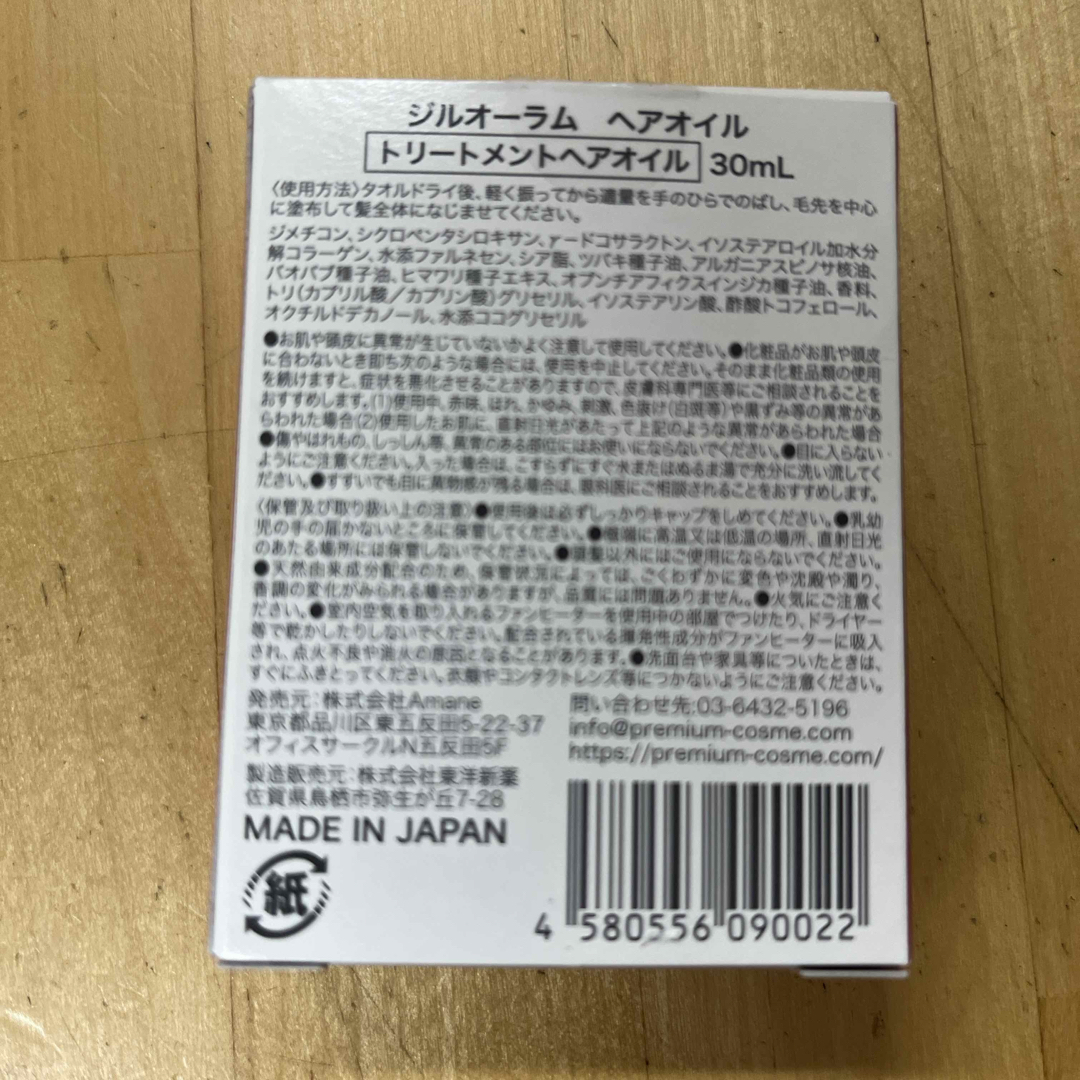 ジルオーラム ヘアオイル
トリートメントヘアオイル 30mL
〈使用方法〉タオルドライ後、軽く振ってから適量を手のひらでのばし、毛先を中心
に塗布して髪全体になじませてください。
ジメチコン、シクロペンタシロキサン、γ-ードコサラクトン、イソステアロイル加水分
解コラーゲン、水添ファルネセン、シア脂、ツバキ種子油、アルガニアスピノサ核油、
バオバブ種子油、ヒマワリ種子エキス、オプンチアフィクスインジカ種子油、香料、
トリ(カプリル酸/カプリン酸)グリセリル、イソステアリン酸、酢酸トコフェロール、
オクチルドデカノール、水添ココグリセリル
●お肌や頭皮に異常が生じていないかよく注意して使用してください。●化粧品がお肌や頭皮
に合わないとき即ち次のような場合には、使用を中止してください。そのまま化粧品類の使用
を続けますと、症状を悪化させることがありますので、皮膚科専門医等にご相談されることを
おすすめします。(1)使用中、赤味、はれ、かゆみ、刺激、色抜け(白斑等)や黒ずみ等の異常があ
らわれた場合(2)使用したお肌に、直射日光があたって上記のような異常があらわれた場合
●傷やはれもの、しっしん等、異常のある部位にはお使いにならないでください。●目に入らない
ようにご注意ください。入った場合は、こすらずにすぐ水またはぬるま湯で充分に洗い流してく
ださい。●すすいでも目に異物感が残る場合は、眼科医にご相談されることをおすすめします。
〈保管及び取り扱い上の注意〉●使用後は必ずしっかりキャップをしめてください。●乳幼
児の手の届かないところに保管してください。●極端に高温又は低温の場所、直射日光
のあたる場所には保管しないでください。●頭髪以外にはご使用にならないでください。
●天然由来成分配合のため、保管状況によっては、ごくわずかに変色や沈殿や濁り、
香調の変化がみられる場合がありますが、品質には問題ありません。●火気にご注意く
ださい。●室内空気を取り入れるファンヒーターを使用中の部屋でつけたり、ドライヤー
等で乾かしたりしないでください。配合されている揮発性成分がファンヒーターに吸入
され、点火不良や消火の原因となることがあります。●洗面台や家具等についたときは、
すぐにふきとってください。衣服やコンタクトレンズ等につかないようにご注意ください。
発売元:株式会社Amane
東京都品川区東五反田5-22-37
オフィスサークルN五反田5F
問い合わせ先:03-6432-5196
info@premium-cosme.com
https://premium-cosme.com/
製造販売元:株式会社東洋新薬
佐賀県鳥栖市弥生が丘7-28
MADE IN JAPAN
紙
4 580556 090022